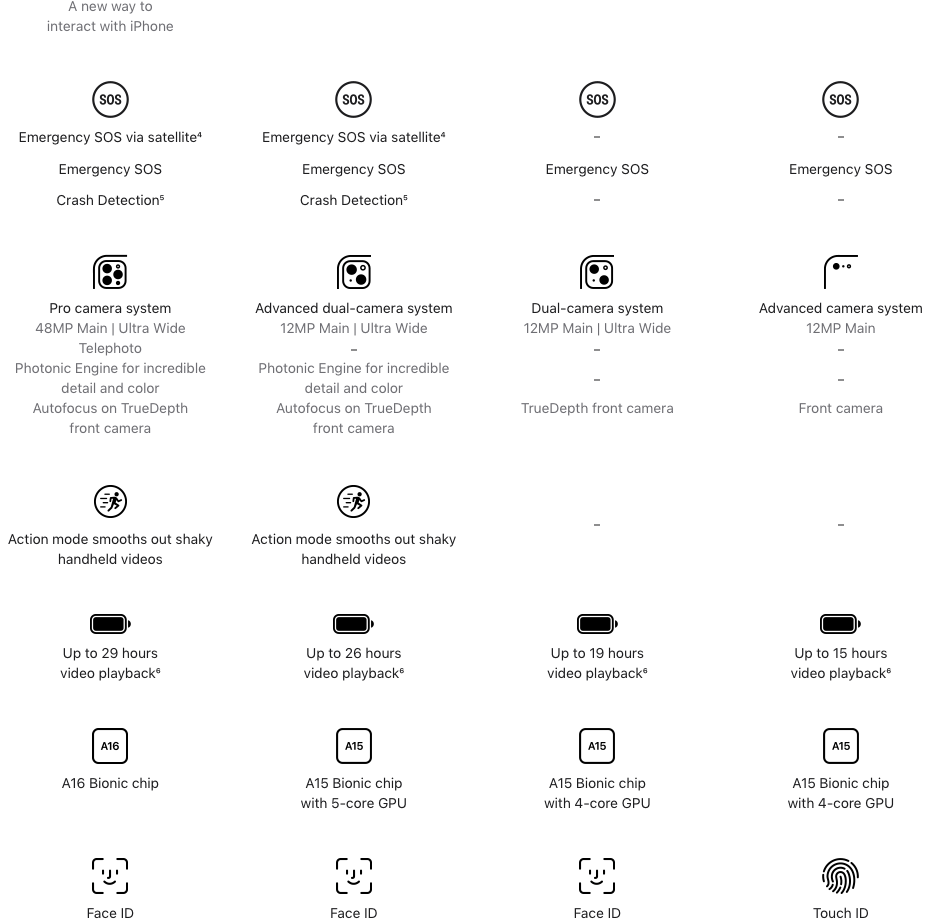 A new way to
interact with iPhone
SOS SOS SOS SOS
Emergency SOS via satellite⁴ Emergency SOS via satellite⁴ – –
Emergency SOS Emergency SOS Emergency SOS Emergency SOS
Crash Detection⁵ Crash Detection⁵ – –
Pro camera system Advanced dual-camera system Dual-camera system Advanced camera system
48MP Main | Ultra Wide 12MP Main | Ultra Wide 12MP Main | Ultra Wide 12MP Main
Telephoto – – –
Photonic Engine for incredible Photonic Engine for incredible – –
detail and color detail and color
Autofocus on TrueDepth Autofocus on TrueDepth TrueDepth front camera Front camera
front camera front camera
– –
Action mode smooths out shaky Action mode smooths out shaky
handheld videos handheld videos
Up to 29 hours Up to 26 hours Up to 19 hours Up to 15 hours
video playback⁶ video playback⁶ video playback⁶ video playback⁶
A16 A15 A15 A15
A16 Bionic chip A15 Bionic chip A15 Bionic chip A15 Bionic chip
with 5-core GPU with 4-core GPU with 4-core GPU
Face ID Face ID Face ID Touch ID